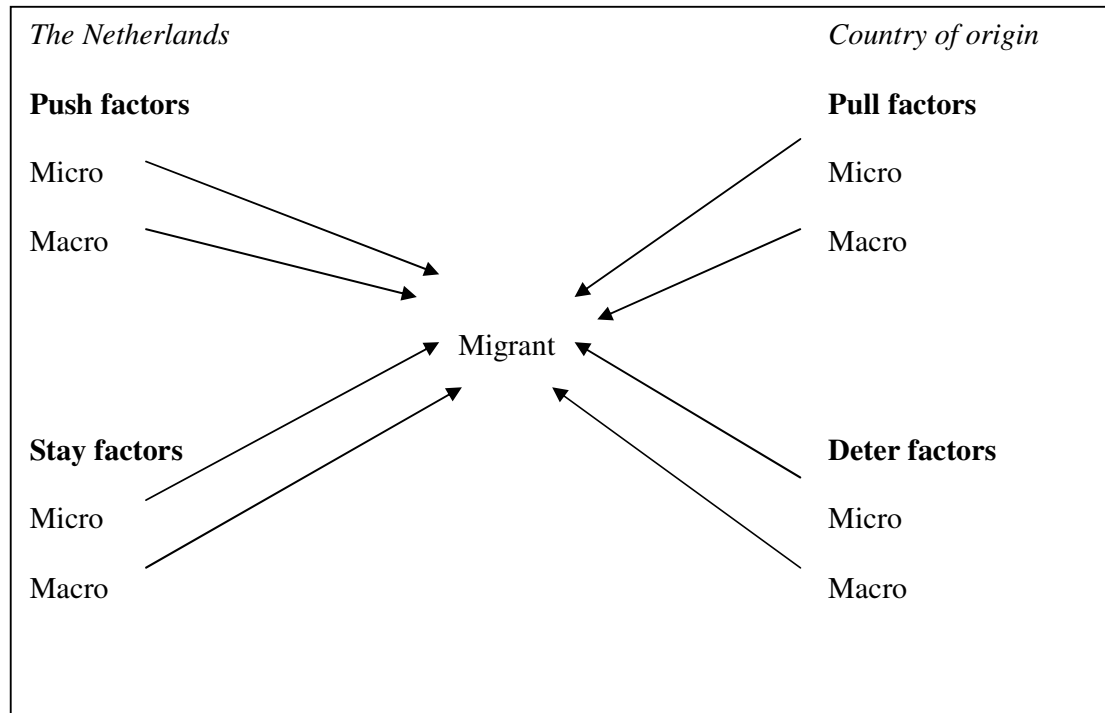 The Netherlands Country of origin
Push factors Pull factors
Micro Micro
Macro Macro
Migrant
Stay factors Deter factors
Micro Micro
Macro Macro